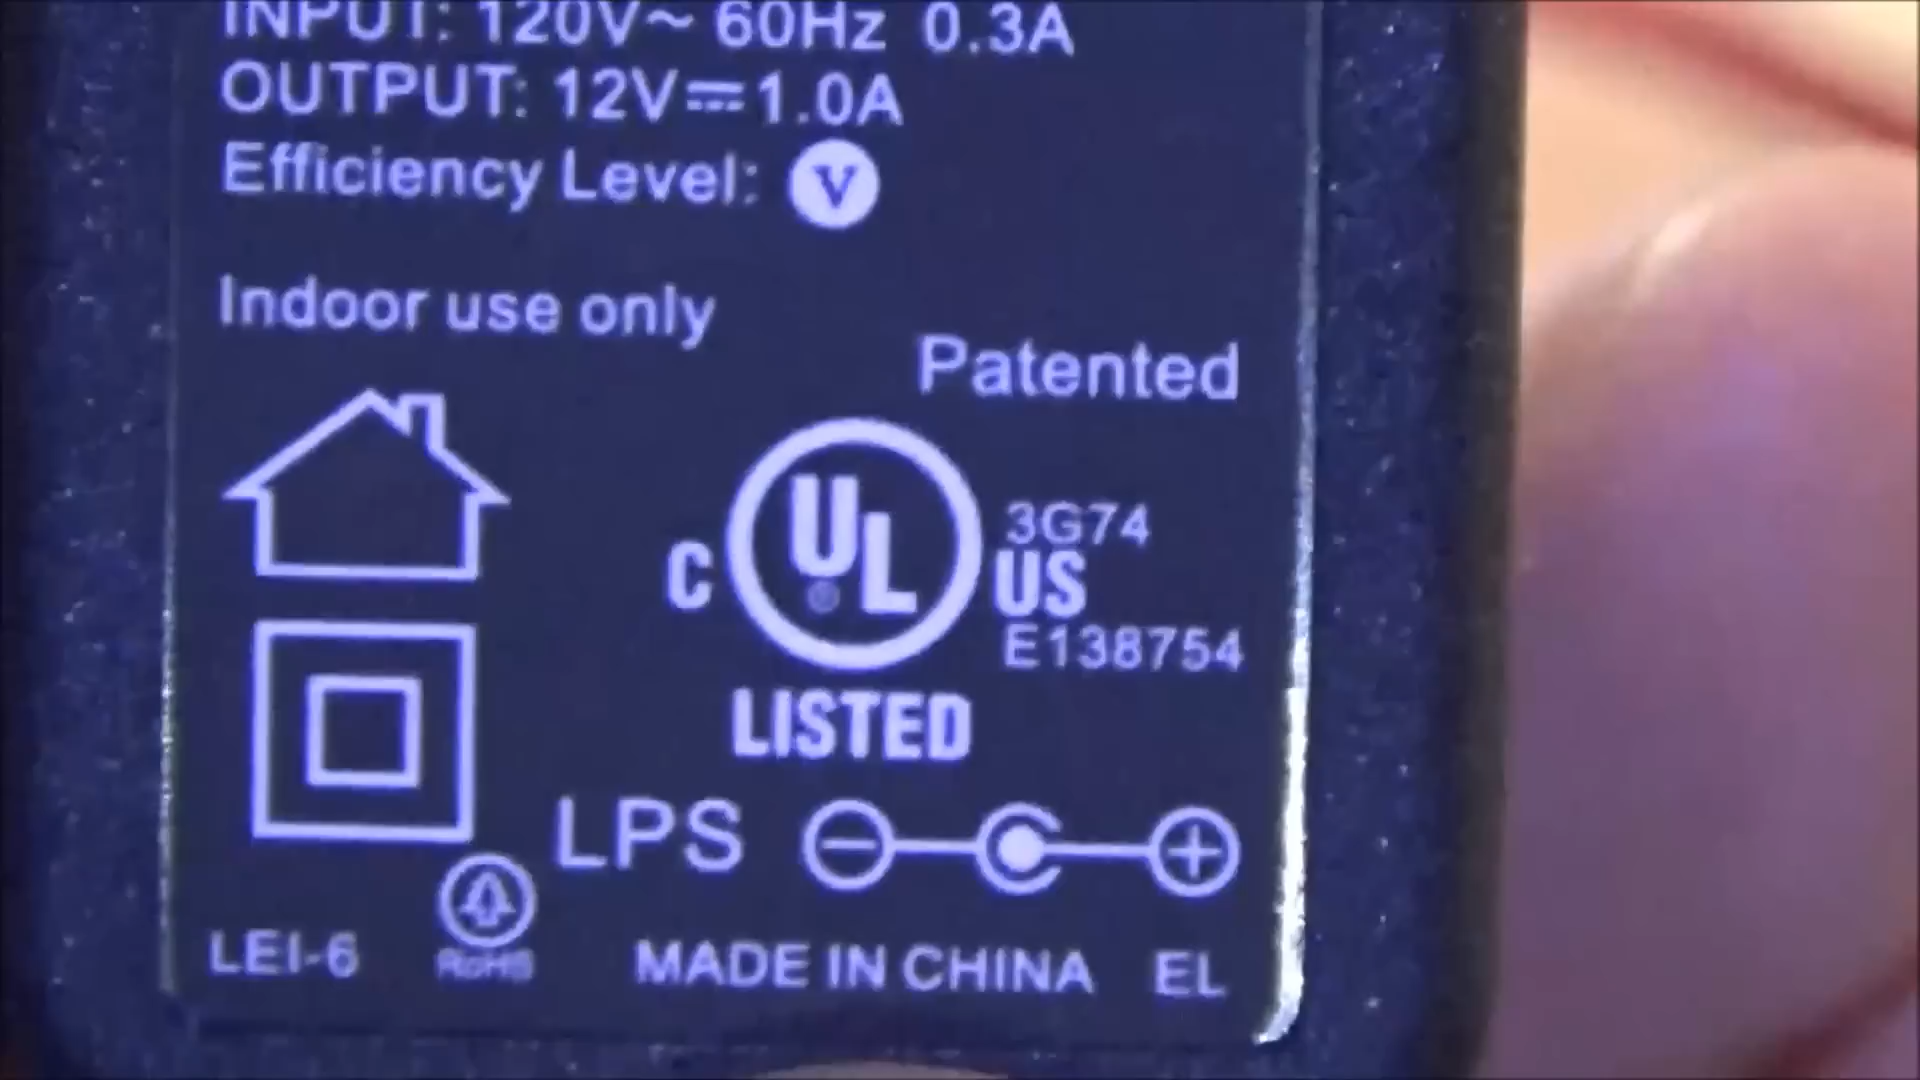 INPUT: 120V~ 60Hz 0.3A
OUTPUT: 12V⎓1.0A
Efficiency Level: V
Indoor use only
Patented
C UL® US
3G74
E138754
LISTED
LPS
RoHS
LEI-6
MADE IN CHINA EL